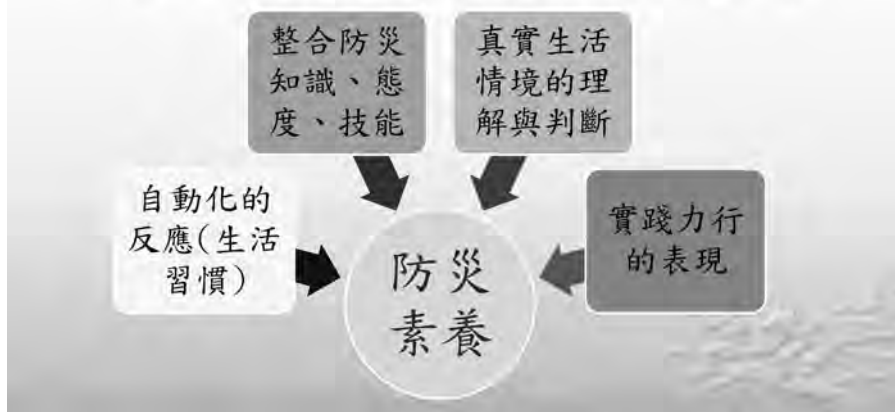 整合防災
知識、態
度、技能
真實生活
情境的理
解與判斷
自動化的
反應(生活
習慣)
實踐力行
的表現
防災
素養